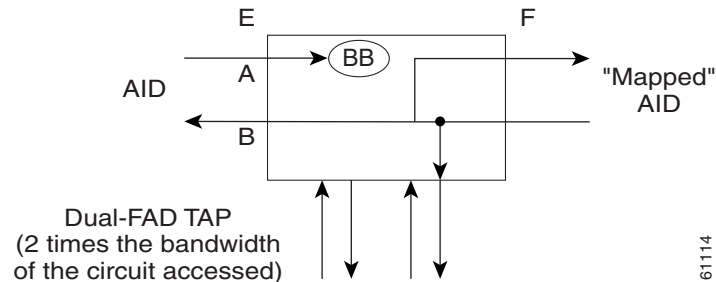 E
F
BB
A
AID
"Mapped"
AID
B
Dual-FAD TAP
(2 times the bandwidth
of the circuit accessed)
61114